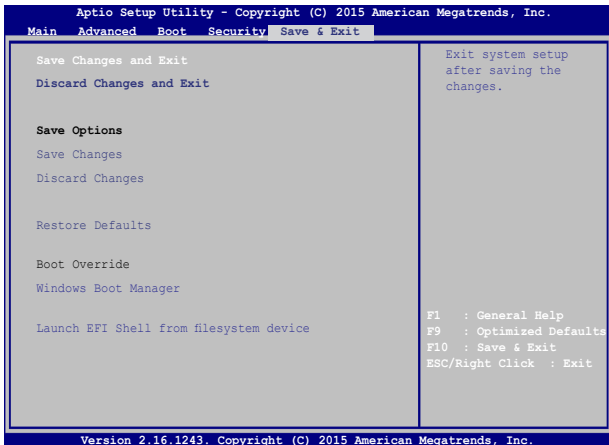 Aptio Setup Utility - Copyright (C) 2015 American Megatrends, Inc.
Main Advanced Boot Security Save & Exit
Save Changes and Exit
Discard Changes and Exit
Save Options
Save Changes
Discard Changes
Restore Defaults
Boot Override
Windows Boot Manager
Launch EFI Shell from filesystem device
Exit system setup
after saving the
changes.
F1 : General Help
F9 : Optimized Defaults
F10 : Save & Exit
ESC/Right Click : Exit
Version 2.16.1243. Copyright (C) 2015 American Megatrends, Inc.